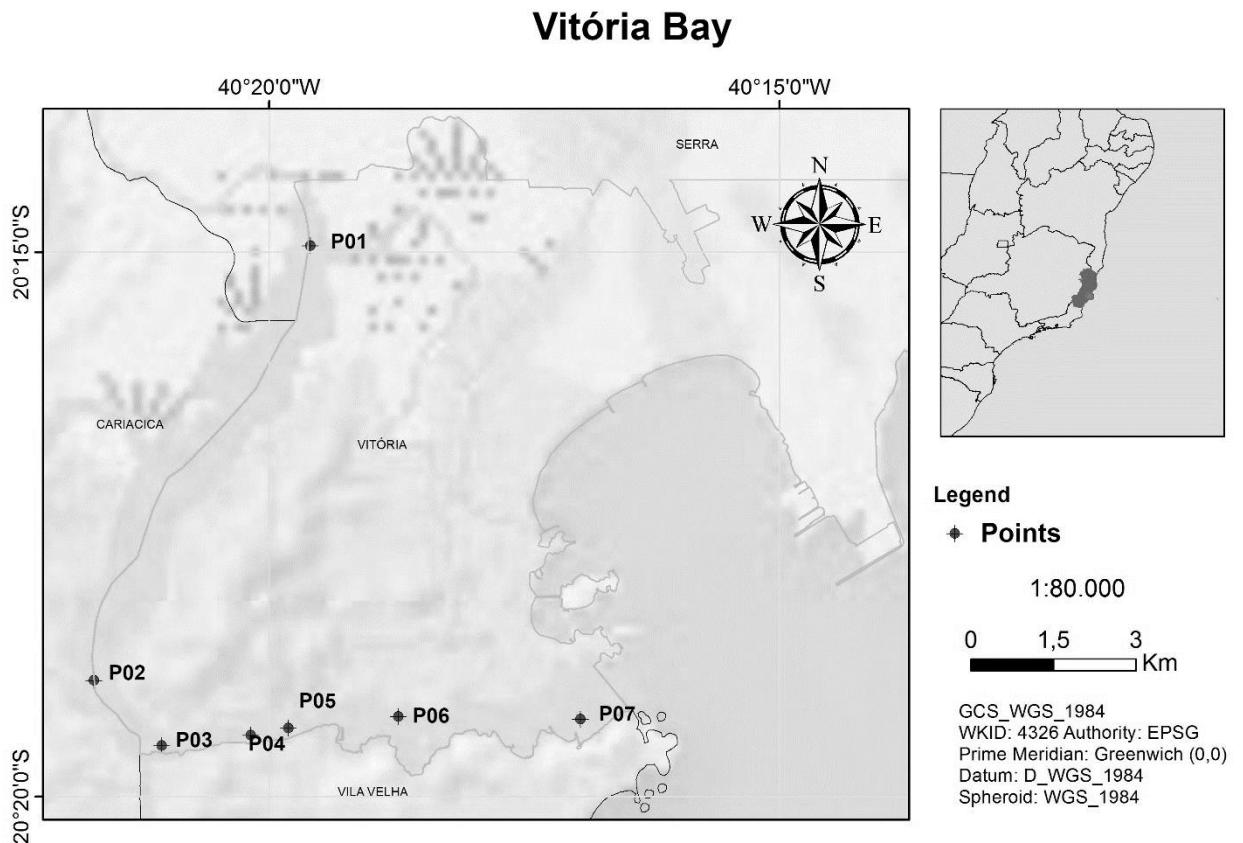 Vitória Bay
40°20'0"W
40°15'0"W
SERRA
N
W
E
S
20°15'0"S
P01
CARIACICA
VITÓRIA
P02
P03
P04
P05
P06
P07
VILA VELHA
20°20'0"S
Legend
Points
1:80.000
0 1,5 3
Km
GCS_WGS_1984
WKID: 4326 Authority: EPSG
Prime Meridian: Greenwich (0,0)
Datum: D_WGS_1984
Spheroid: WGS_1984